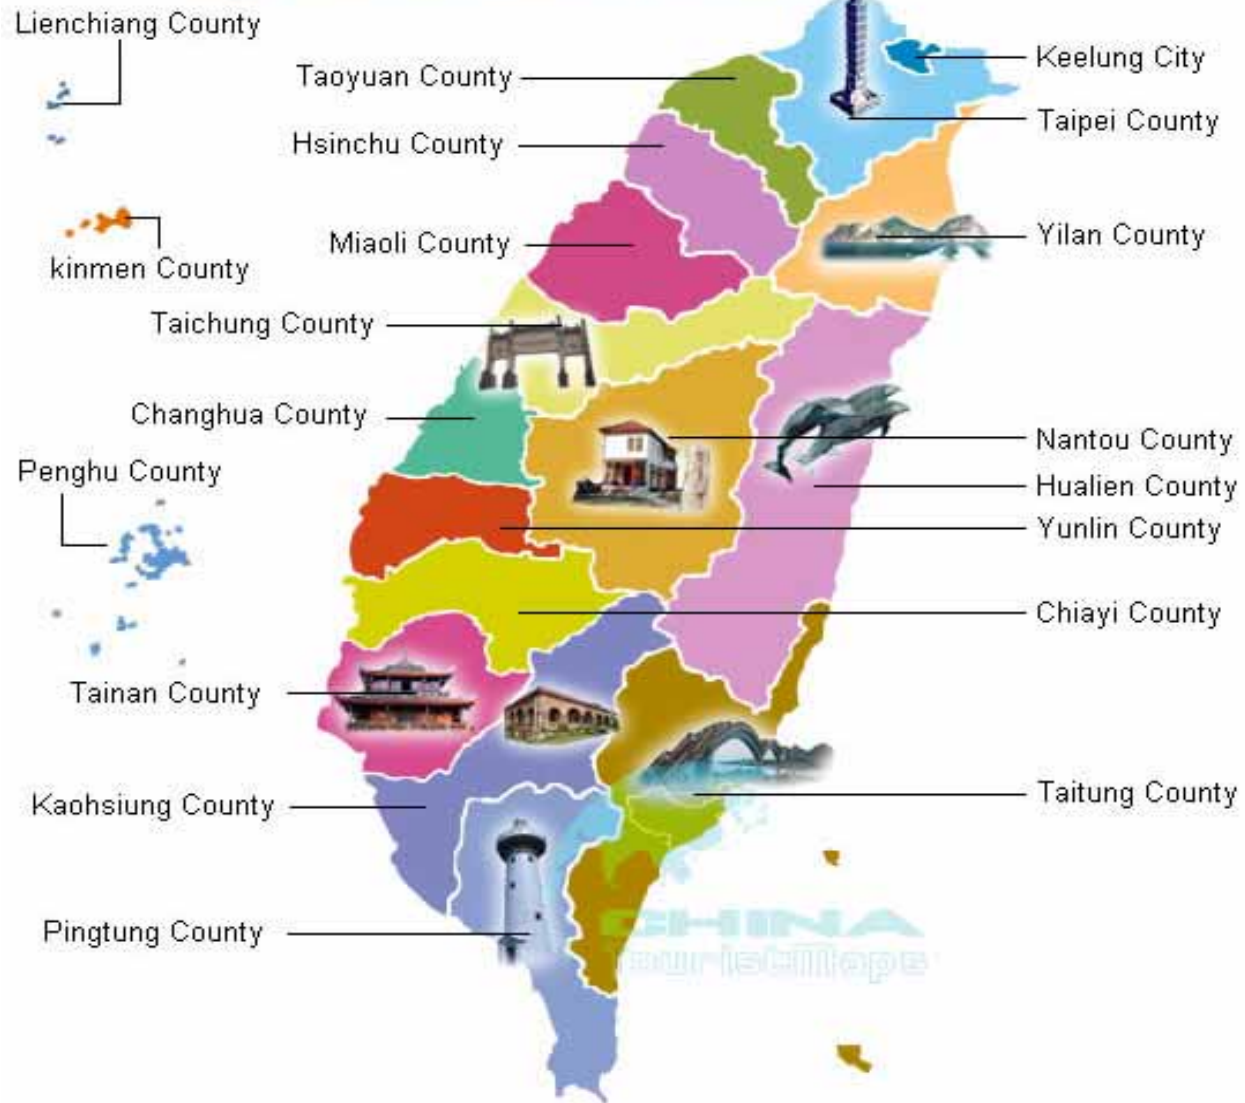 Lienchiang County
Keelung City
Taoyuan County
Taipei County
Hsinchu County
Yilan County
Miaoli County
kinmen County
Taichung County
Changhua County
Nantou County
Penghu County
Hualien County
Yunlin County
Chiayi County
Tainan County
Taitung County
Kaohsiung County
CHINA
Pingtung County
TouristMaps